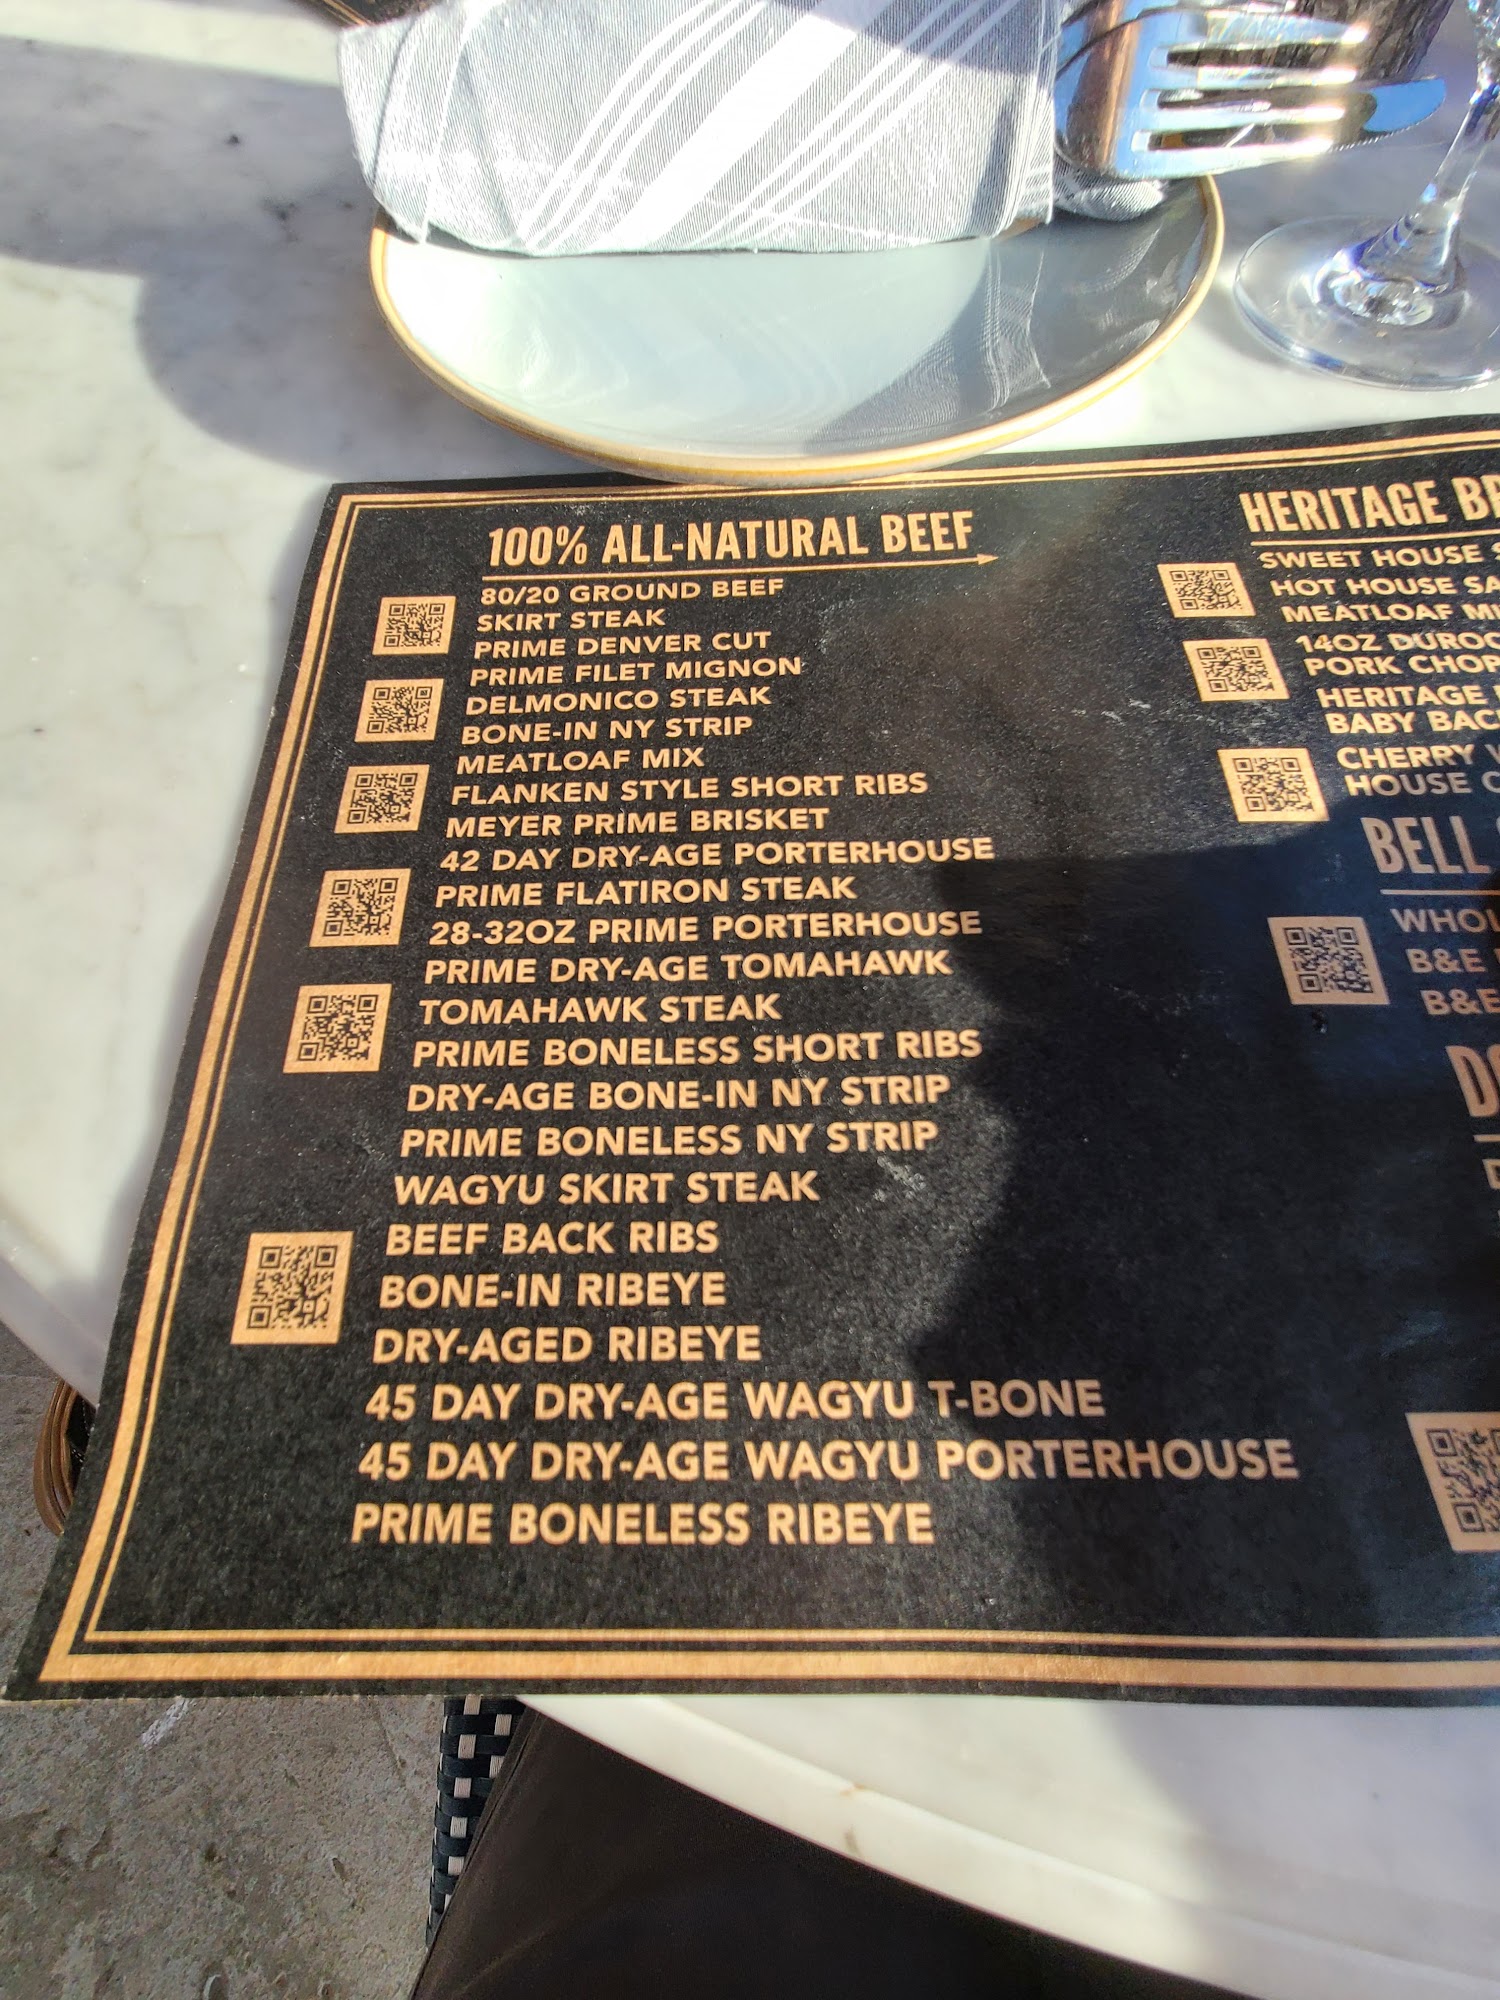 100% ALL-NATURAL BEEF
80/20 GROUND BEEF
SKIRT STEAK
PRIME DENVER CUT
PRIME FILET MIGNON
DELMONICO STEAK
BONE-IN NY STRIP
MEATLOAF MIX
FLANKEN STYLE SHORT RIBS
MEYER PRIME BRISKET
42 DAY DRY-AGE PORTERHOUSE
PRIME FLATIRON STEAK
28-32OZ PRIME PORTERHOUSE
PRIME DRY-AGE TOMAHAWK
TOMAHAWK STEAK
PRIME BONELESS SHORT RIBS
DRY-AGE BONE-IN NY STRIP
PRIME BONELESS NY STRIP
WAGYU SKIRT STEAK
BEEF BACK RIBS
BONE-IN RIBEYE
DRY-AGED RIBEYE
45 DAY DRY-AGE WAGYU T-BONE
45 DAY DRY-AGE WAGYU PORTERHOUSE
PRIME BONELESS RIBEYE
HERITAGE
SWEET HOUSE
HOT HOUSE
MEATLOAF
14OZ DUROC
PORK CHOP
HERITAGE
BABY BACK
CHERRY
HOUSE
BELL
B&E
B&E